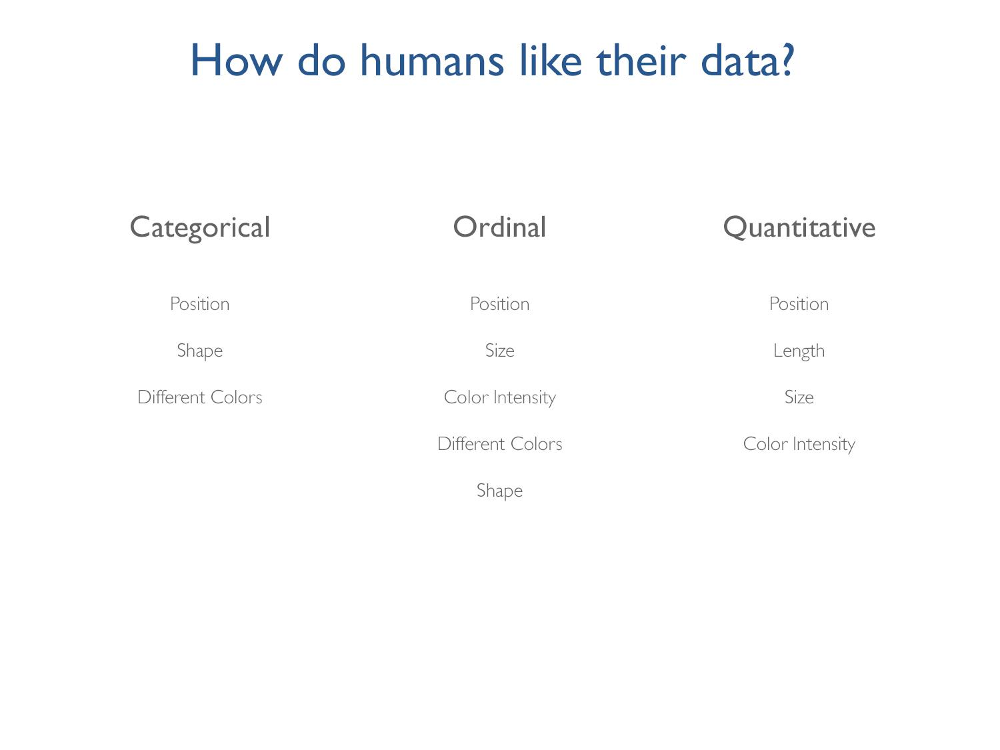 How do humans like their data?
Categorical
Position
Shape
Different Colors
Ordinal
Position
Size
Color Intensity
Different Colors
Shape
Quantitative
Position
Length
Size
Color Intensity